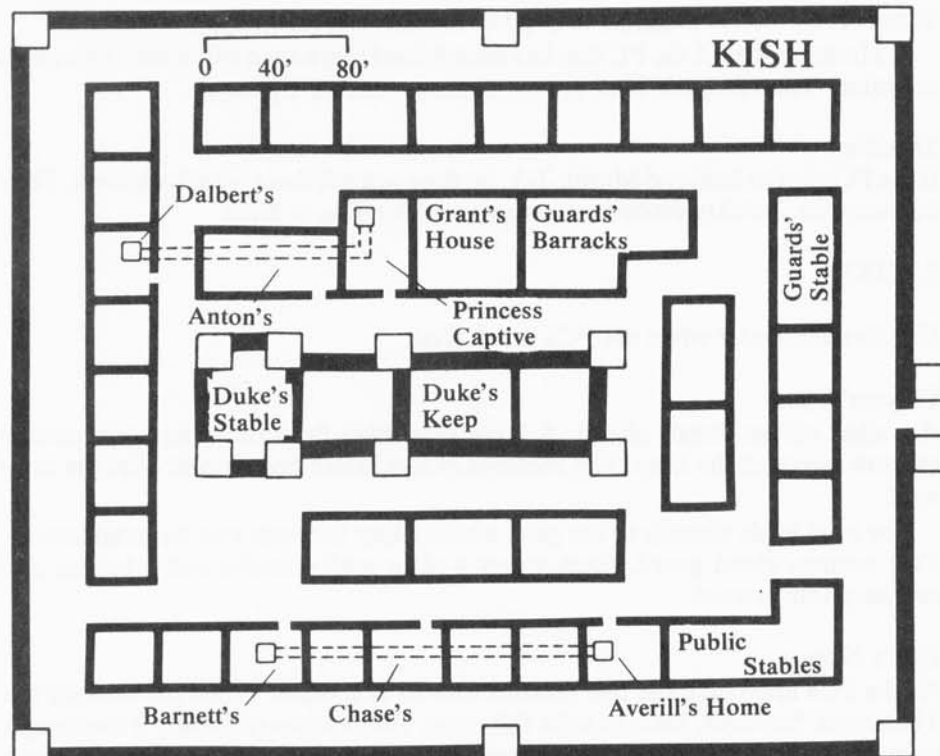 KISH
0 40' 80'
Dalbert's
Grant's
House
Guards'
Barracks
Guards'
Stable
Anton's
Princess
Captive
Duke's
Stable
Duke's
Keep
Public
Stables
Barnett's
Chase's
Averill's Home